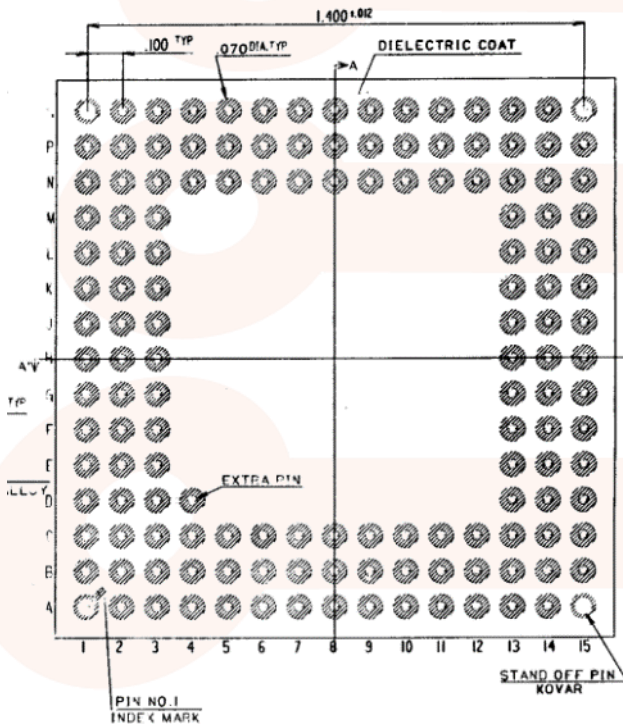 1.400 ±.012
.100 TYP
.070 DIA.TYP
A
DIELECTRIC COAT
P
N
M
L
K
J
H
A
TYP
G
F
E
EXTRA PIN
D
C
B
A
1 2 3 4 5 6 7 8 9 10 11 12 13 14 15
STAND OFF PIN
KOVAR
PIN NO.1
INDEX MARK